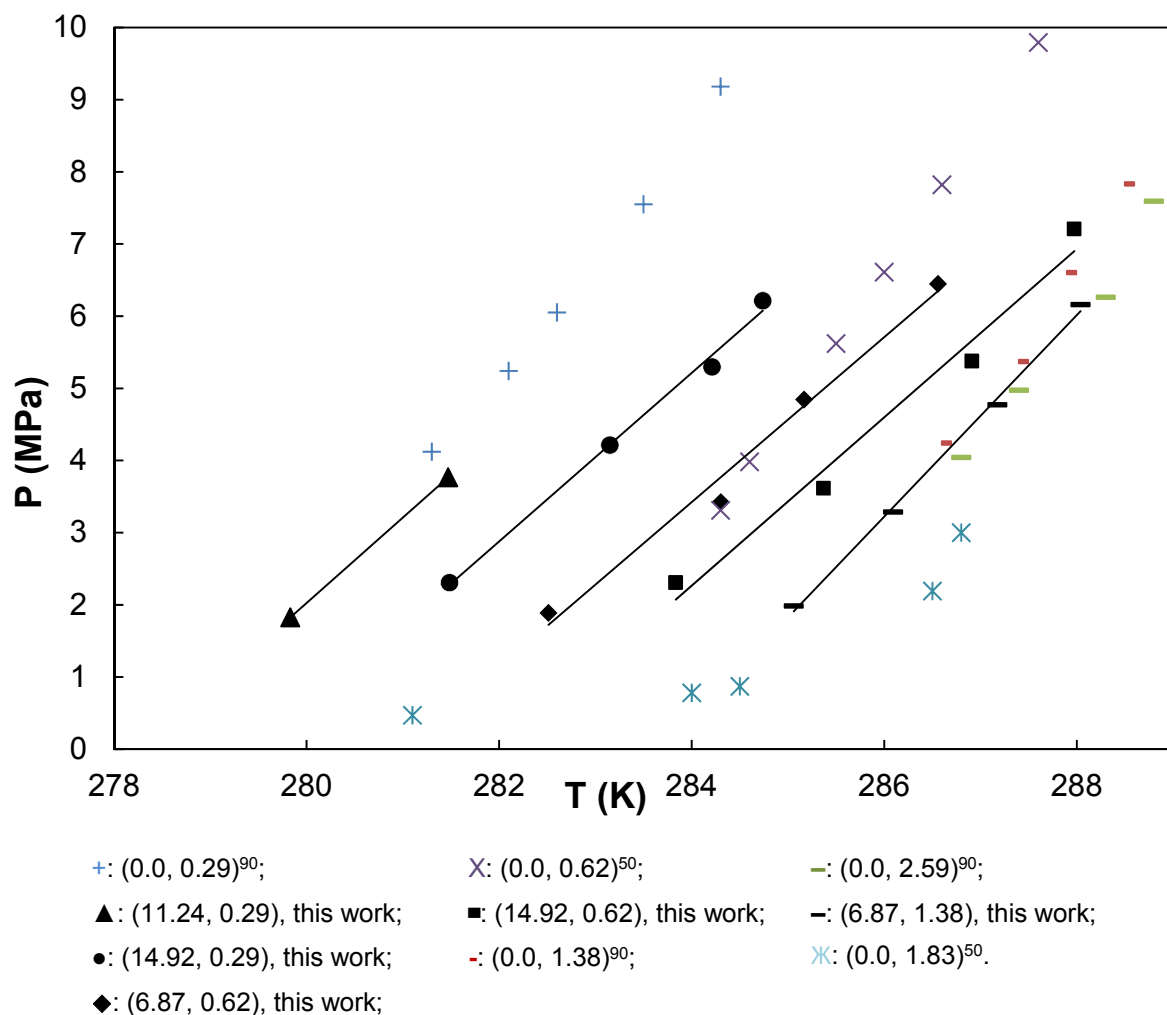 10
9
8
7
6
5
4
3
2
1
0
P (MPa)
278 280 282 284 286 288
T (K)
+: (0.0, 0.29)⁹⁰; ×: (0.0, 0.62)⁵⁰; –: (0.0, 2.59)⁹⁰;
▲: (11.24, 0.29), this work; ■: (14.92, 0.62), this work; –: (6.87, 1.38), this work;
●: (14.92, 0.29), this work; -: (0.0, 1.38)⁹⁰; Ж: (0.0, 1.83)⁵⁰.
◆: (6.87, 0.62), this work;